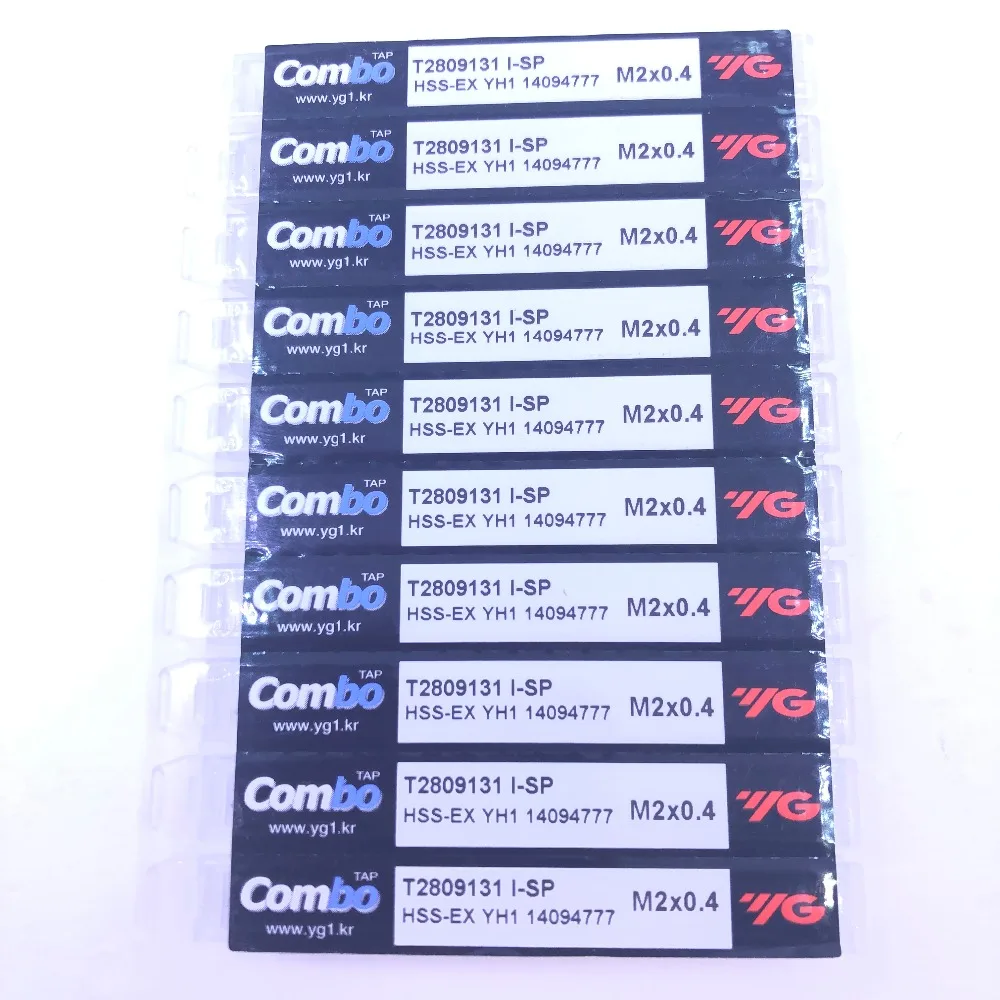 Combo TAP
www.yg1.kr
T2809131 I-SP
HSS-EX YH1 14094777
M2x0.4
YG
Combo TAP
www.yg1.kr
T2809131 I-SP
HSS-EX YH1 14094777
M2x0.4
YG
Combo TAP
www.yg1.kr
T2809131 I-SP
HSS-EX YH1 14094777
M2x0.4
YG
Combo TAP
www.yg1.kr
T2809131 I-SP
HSS-EX YH1 14094777
M2x0.4
YG
Combo TAP
www.yg1.kr
T2809131 I-SP
HSS-EX YH1 14094777
M2x0.4
YG
Combo TAP
www.yg1.kr
T2809131 I-SP
HSS-EX YH1 14094777
M2x0.4
YG
Combo TAP
www.yg1.kr
T2809131 I-SP
HSS-EX YH1 14094777
M2x0.4
YG
Combo TAP
www.yg1.kr
T2809131 I-SP
HSS-EX YH1 14094777
M2x0.4
YG
Combo TAP
www.yg1.kr
T2809131 I-SP
HSS-EX YH1 14094777
M2x0.4
YG
Combo TAP
www.yg1.kr
T2809131 I-SP
HSS-EX YH1 14094777
M2x0.4
YG